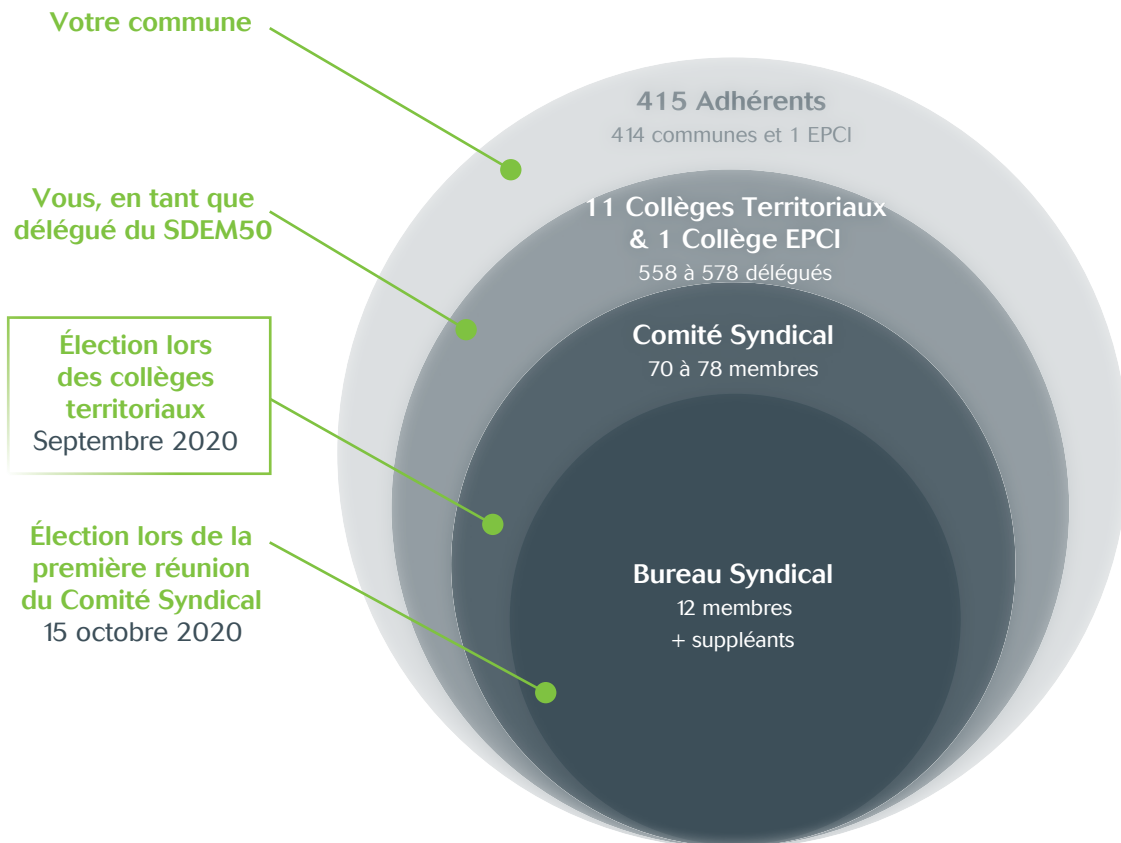 Votre commune
415 Adhérents
414 communes et 1 EPCI
Vous, en tant que
délégué du SDEM50
11 Collèges Territoriaux
& 1 Collège EPCI
558 à 578 délégués
Élection lors
des collèges
territoriaux
Septembre 2020
Comité Syndical
70 à 78 membres
Élection lors de la
première réunion
du Comité Syndical
15 octobre 2020
Bureau Syndical
12 membres
+ suppléants